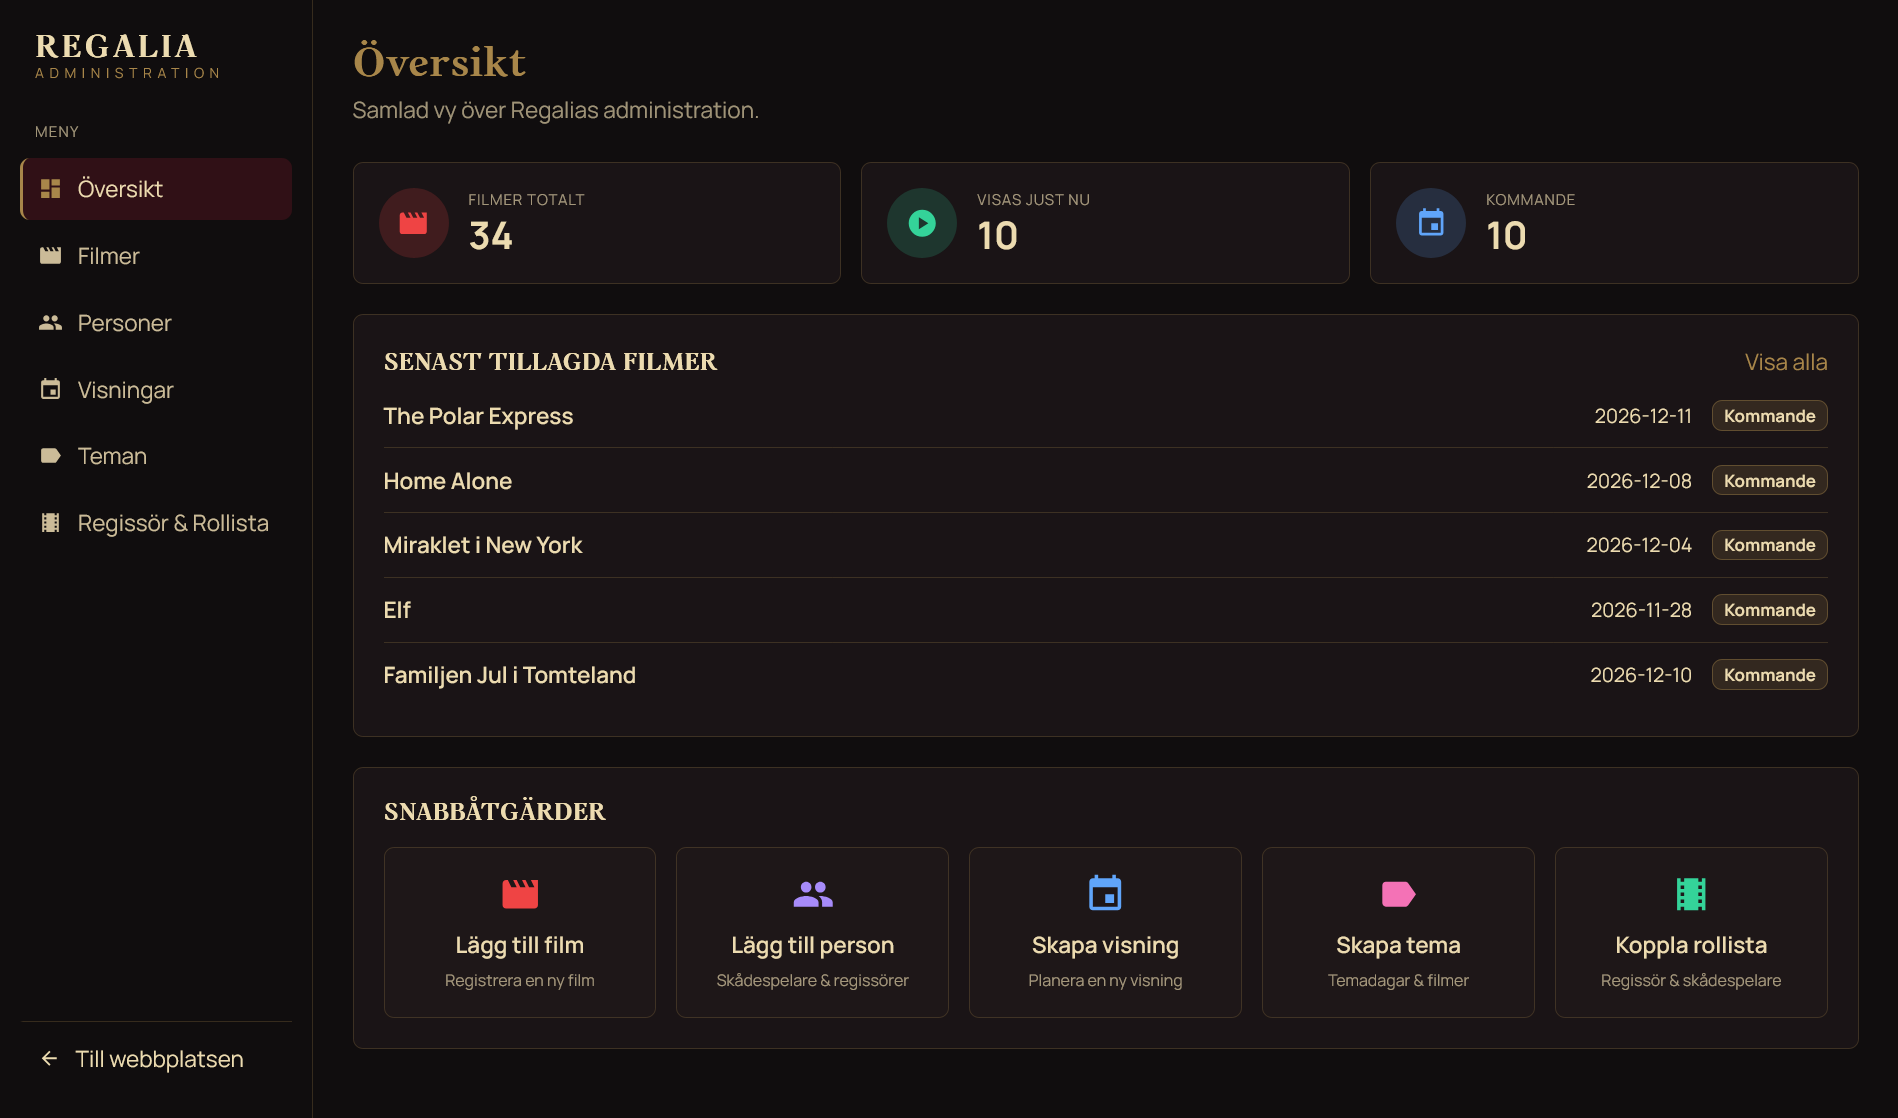 REGALIA
ADMINISTRATION
MENY
Översikt
Filmer
Personer
Visningar
Teman
Regissör & Rollista
Till webbplatsen
Översikt
Samlad vy över Regalias administration.
FILMER TOTALT
34
VISAS JUST NU
10
KOMMANDE
10
SENAST TILLAGDA FILMER
Visa alla
The Polar Express 2026-12-11 Kommande
Home Alone 2026-12-08 Kommande
Miraklet i New York 2026-12-04 Kommande
Elf 2026-11-28 Kommande
Familjen Jul i Tomteland 2026-12-10 Kommande
SNABBÅTGÄRDER
Lägg till film
Registrera en ny film
Lägg till person
Skådespelare & regissörer
Skapa visning
Planera en ny visning
Skapa tema
Temadagar & filmer
Koppla rollista
Regissör & skådespelare